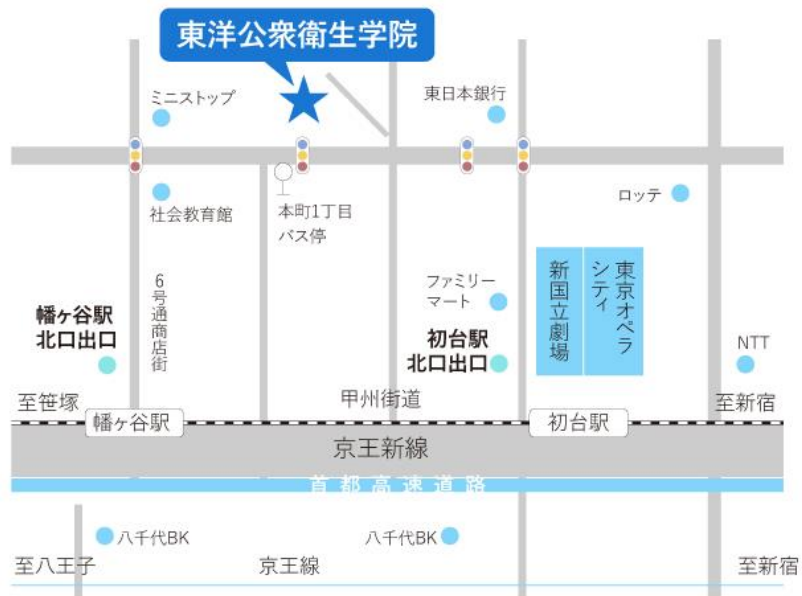 東洋公衆衛生学院
ミニストップ
東日本銀行
社会教育館
本町1丁目
バス停
ロッテ
6号通商店街
ファミリー
マート
新国立劇場
東京オペラ
シティ
幡ヶ谷駅
北口出口
初台駅
北口出口
NTT
至笹塚
甲州街道
至新宿
幡ヶ谷駅
初台駅
京王新線
首都高速道路
八千代BK
八千代BK
至八王子
京王線
至新宿